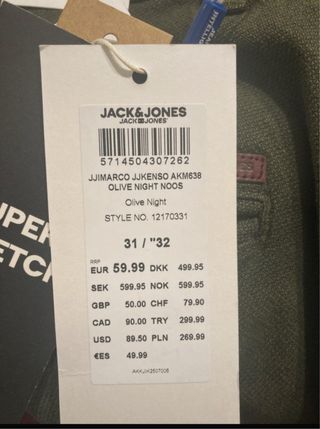 JACK&JONES
JACK&JONES
5714504307262
JJIMARCO JJKENSO AKM638
OLIVE NIGHT NOOS
Olive Night
STYLE NO. 12170331
31 / "32
RRP
EUR 59.99 DKK 499.95
SEK 599.95 NOK 599.95
GBP 50.00 CHF 79.90
CAD 90.00 TRY 299.99
USD 89.50 PLN 269.99
€ES 49.99